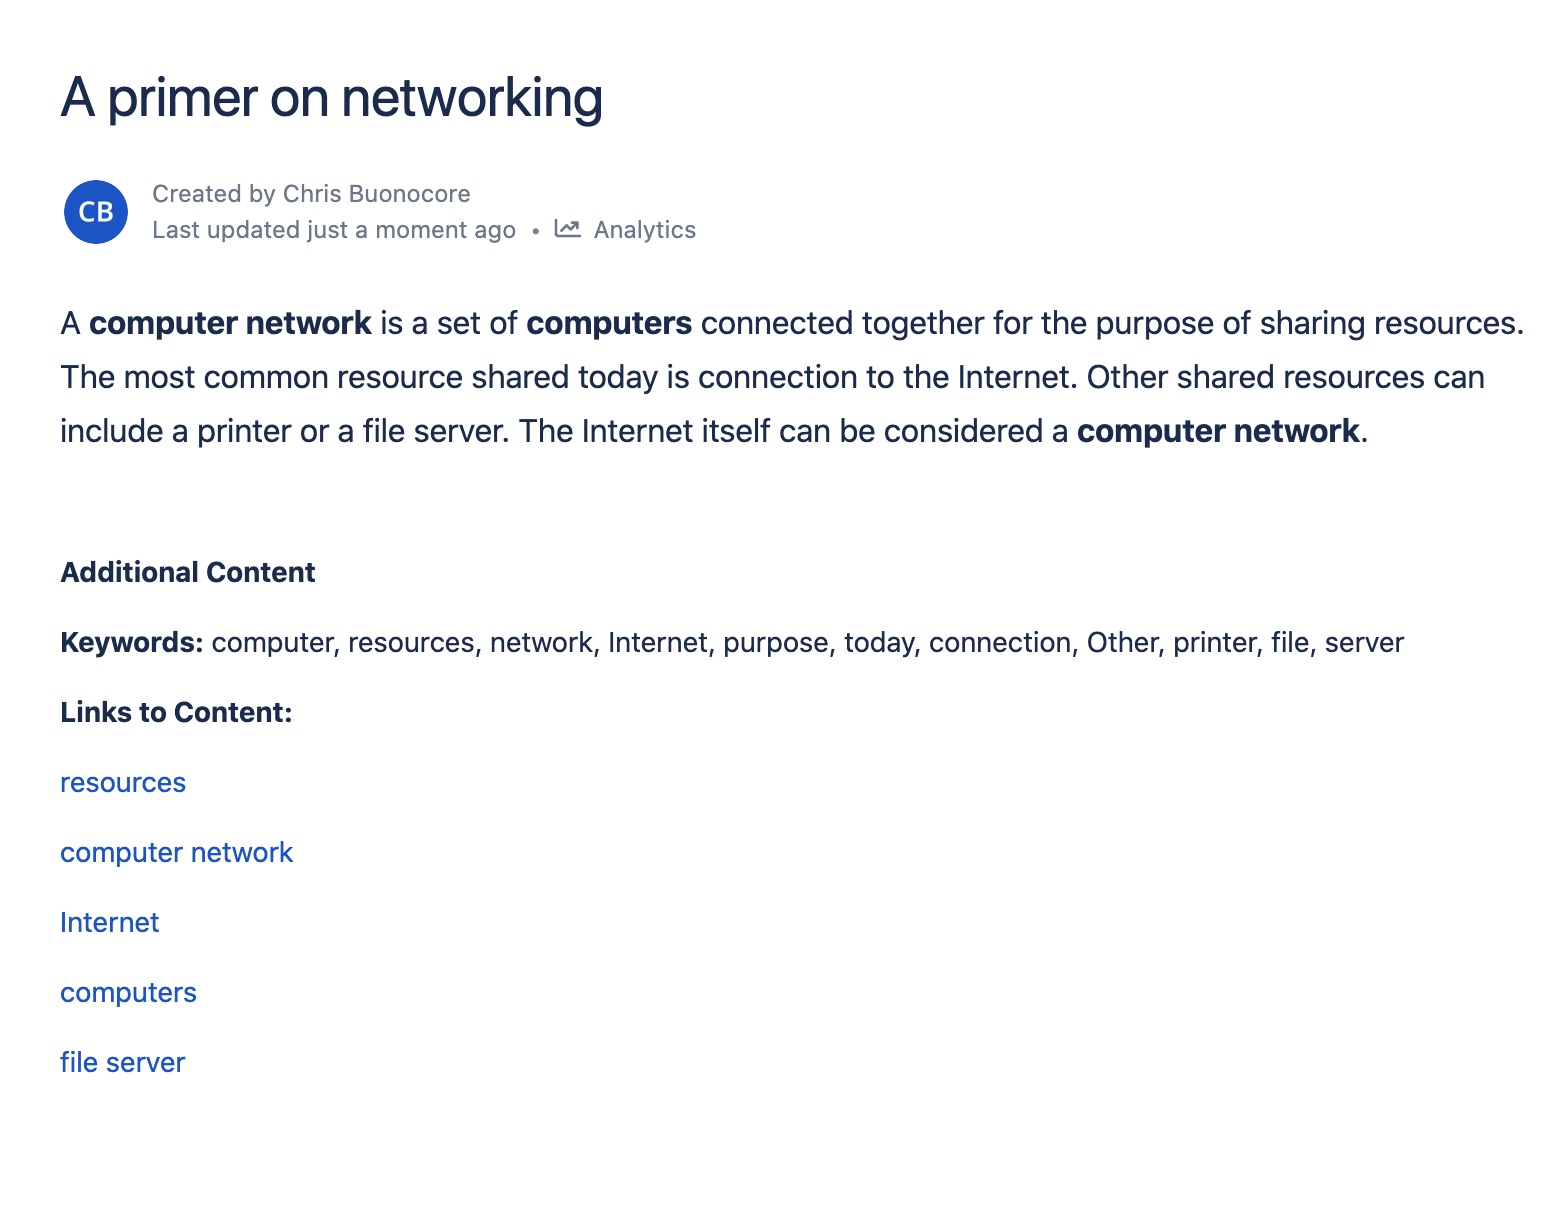 A primer on networking
CB
Created by Chris Buonocore
Last updated just a moment ago • Analytics
A computer network is a set of computers connected together for the purpose of sharing resources.
The most common resource shared today is connection to the Internet. Other shared resources can
include a printer or a file server. The Internet itself can be considered a computer network.
Additional Content
Keywords: computer, resources, network, Internet, purpose, today, connection, Other, printer, file, server
Links to Content:
resources
computer network
Internet
computers
file server